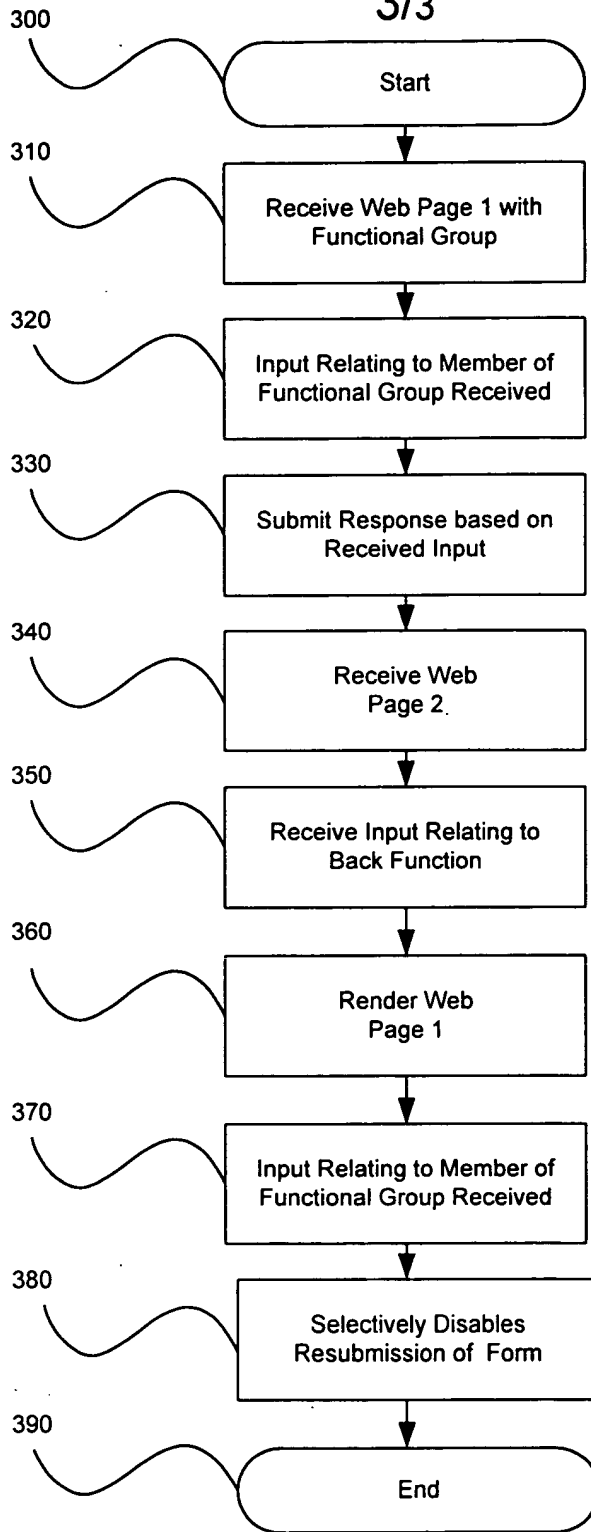 3/3
300
Start
310
Receive Web Page 1 with
Functional Group
320
Input Relating to Member of
Functional Group Received
330
Submit Response based on
Received Input
340
Receive Web
Page 2
350
Receive Input Relating to
Back Function
360
Render Web
Page 1
370
Input Relating to Member of
Functional Group Received
380
Selectively Disables
Resubmission of Form
390
End